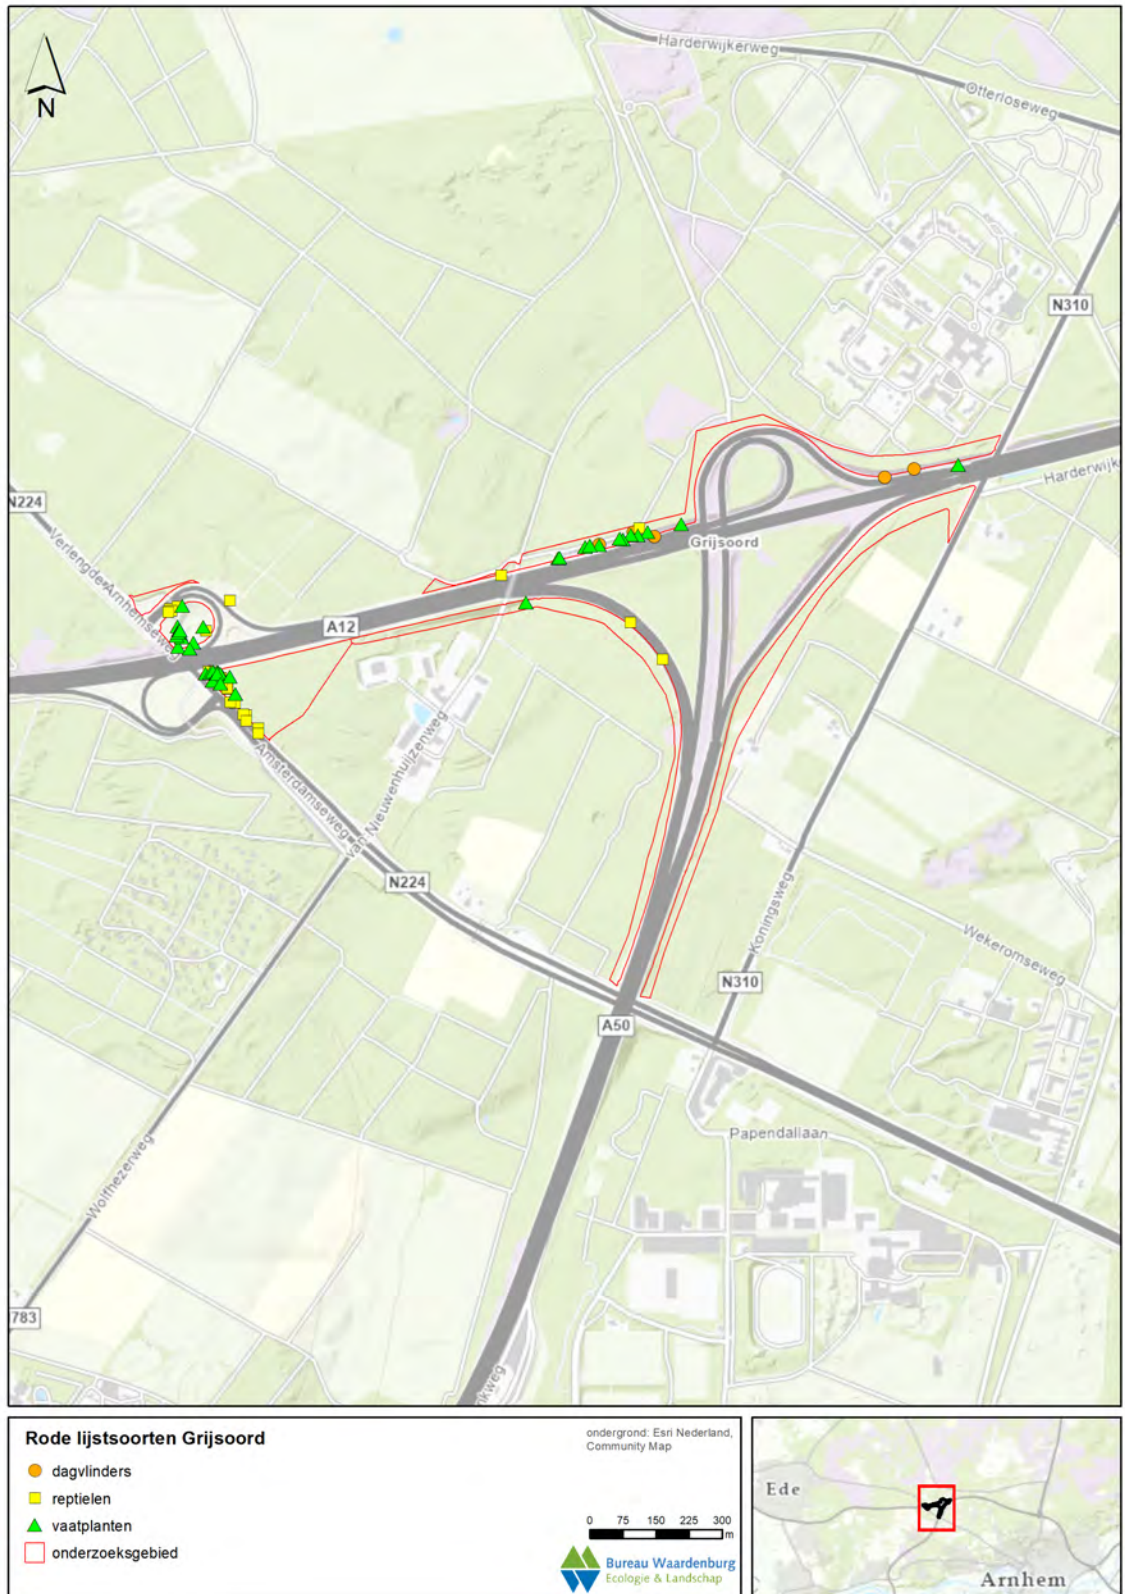 N
Harderwijkerweg
Otterloseweg
N310
N224
Verlengde Arnhemseweg
Harderwijk
Grijsoord
A12
Amsterdamseweg
van Nieuwenhuijzenweg
N224
Koningsweg
Wekeromseweg
N310
A50
Papendallaan
Wolfhezerweg
783
nkweg
Rode lijstsoorten Grijsoord
dagvlinders
reptielen
vaatplanten
onderzoeksgebied
ondergrond: Esri Nederland,
Community Map
0 75 150 225 300
m
Bureau Waardenburg
Ecologie & Landschap
Ede
Arnhem